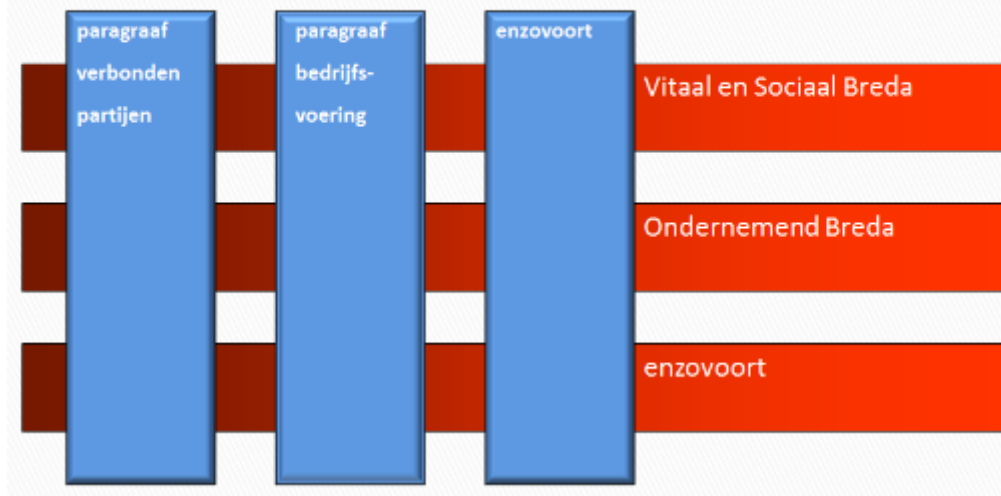 paragraaf
verbonden
partijen
paragraaf
bedrijfs-
voering
enzovoort
Vitaal en Sociaal Breda
Ondernemend Breda
enzovoort